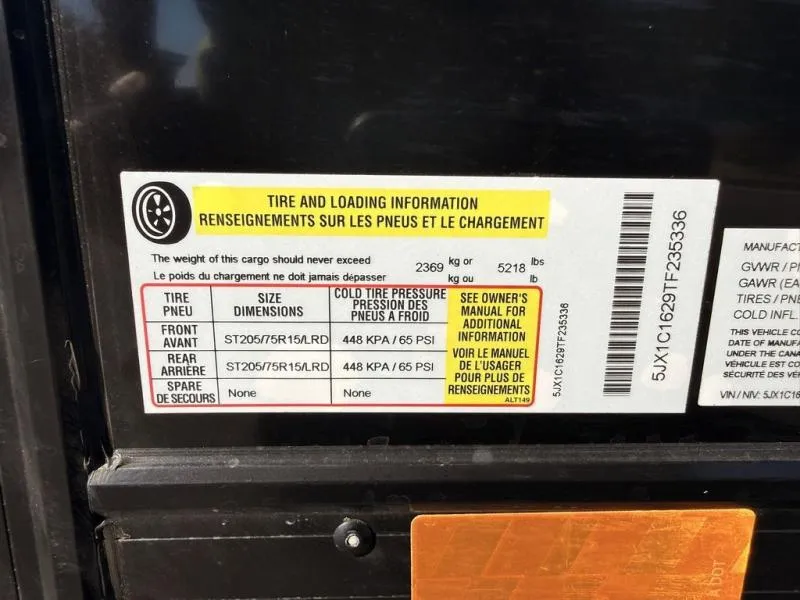 TIRE AND LOADING INFORMATION
RENSEIGNEMENTS SUR LES PNEUS ET LE CHARGEMENT
The weight of this cargo should never exceed 2369 kg or 5218 lbs
Le poids du chargement ne doit jamais dépasser kg ou lb
TIRE
PNEU
SIZE
DIMENSIONS
COLD TIRE PRESSURE
PRESSION DES
PNEUS A FROID
FRONT
AVANT
ST205/75R15/LRD
448 KPA / 65 PSI
REAR
ARRIÈRE
ST205/75R15/LRD
448 KPA / 65 PSI
SPARE
DE SECOURS
None
None
SEE OWNER'S
MANUAL FOR
ADDITIONAL
INFORMATION
VOIR LE MANUEL
DE L'USAGER
POUR PLUS DE
RENSEIGNEMENTS
ALT149
5JX1C1629TF235336
5JX1C1629TF235336
MANUFACT
GVWR / P
GAWR (EA
TIRES / PNE
COLD INFL.
THIS VEHICLE CO
DATE OF MANUFA
UNDER THE CANA
VÉHICULE EST CO
SÉCURITÉ DES VÉH
VIN / NIV: 5JX1C16
A DOT